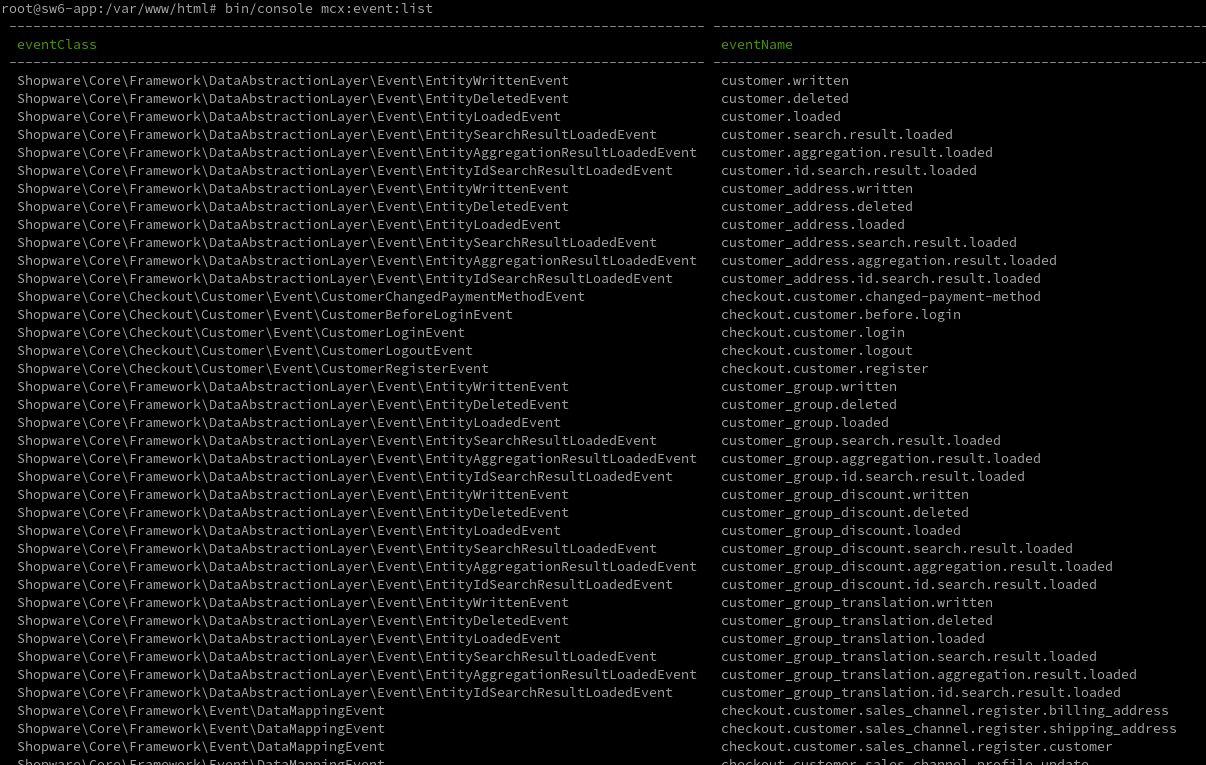 root@sw6-app:/var/www/html# bin/console mcx:event:list
eventClass eventName
Shopware\Core\Framework\DataAbstractionLayer\Event\EntityWrittenEvent customer.written
Shopware\Core\Framework\DataAbstractionLayer\Event\EntityDeletedEvent customer.deleted
Shopware\Core\Framework\DataAbstractionLayer\Event\EntityLoadedEvent customer.loaded
Shopware\Core\Framework\DataAbstractionLayer\Event\EntitySearchResultLoadedEvent customer.search.result.loaded
Shopware\Core\Framework\DataAbstractionLayer\Event\EntityAggregationResultLoadedEvent customer.aggregation.result.loaded
Shopware\Core\Framework\DataAbstractionLayer\Event\EntityIdSearchResultLoadedEvent customer.id.search.result.loaded
Shopware\Core\Framework\DataAbstractionLayer\Event\EntityWrittenEvent customer_address.written
Shopware\Core\Framework\DataAbstractionLayer\Event\EntityDeletedEvent customer_address.deleted
Shopware\Core\Framework\DataAbstractionLayer\Event\EntityLoadedEvent customer_address.loaded
Shopware\Core\Framework\DataAbstractionLayer\Event\EntitySearchResultLoadedEvent customer_address.search.result.loaded
Shopware\Core\Framework\DataAbstractionLayer\Event\EntityAggregationResultLoadedEvent customer_address.aggregation.result.loaded
Shopware\Core\Framework\DataAbstractionLayer\Event\EntityIdSearchResultLoadedEvent customer_address.id.search.result.loaded
Shopware\Core\Checkout\Customer\Event\CustomerChangedPaymentMethodEvent checkout.customer.changed-payment-method
Shopware\Core\Checkout\Customer\Event\CustomerBeforeLoginEvent checkout.customer.before.login
Shopware\Core\Checkout\Customer\Event\CustomerLoginEvent checkout.customer.login
Shopware\Core\Checkout\Customer\Event\CustomerLogoutEvent checkout.customer.logout
Shopware\Core\Checkout\Customer\Event\CustomerRegisterEvent checkout.customer.register
Shopware\Core\Framework\DataAbstractionLayer\Event\EntityWrittenEvent customer_group.written
Shopware\Core\Framework\DataAbstractionLayer\Event\EntityDeletedEvent customer_group.deleted
Shopware\Core\Framework\DataAbstractionLayer\Event\EntityLoadedEvent customer_group.loaded
Shopware\Core\Framework\DataAbstractionLayer\Event\EntitySearchResultLoadedEvent customer_group.search.result.loaded
Shopware\Core\Framework\DataAbstractionLayer\Event\EntityAggregationResultLoadedEvent customer_group.aggregation.result.loaded
Shopware\Core\Framework\DataAbstractionLayer\Event\EntityIdSearchResultLoadedEvent customer_group.id.search.result.loaded
Shopware\Core\Framework\DataAbstractionLayer\Event\EntityWrittenEvent customer_group_discount.written
Shopware\Core\Framework\DataAbstractionLayer\Event\EntityDeletedEvent customer_group_discount.deleted
Shopware\Core\Framework\DataAbstractionLayer\Event\EntityLoadedEvent customer_group_discount.loaded
Shopware\Core\Framework\DataAbstractionLayer\Event\EntitySearchResultLoadedEvent customer_group_discount.search.result.loaded
Shopware\Core\Framework\DataAbstractionLayer\Event\EntityAggregationResultLoadedEvent customer_group_discount.aggregation.result.loaded
Shopware\Core\Framework\DataAbstractionLayer\Event\EntityIdSearchResultLoadedEvent customer_group_discount.id.search.result.loaded
Shopware\Core\Framework\DataAbstractionLayer\Event\EntityWrittenEvent customer_group_translation.written
Shopware\Core\Framework\DataAbstractionLayer\Event\EntityDeletedEvent customer_group_translation.deleted
Shopware\Core\Framework\DataAbstractionLayer\Event\EntityLoadedEvent customer_group_translation.loaded
Shopware\Core\Framework\DataAbstractionLayer\Event\EntitySearchResultLoadedEvent customer_group_translation.search.result.loaded
Shopware\Core\Framework\DataAbstractionLayer\Event\EntityAggregationResultLoadedEvent customer_group_translation.aggregation.result.loaded
Shopware\Core\Framework\DataAbstractionLayer\Event\EntityIdSearchResultLoadedEvent customer_group_translation.id.search.result.loaded
Shopware\Core\Framework\Event\DataMappingEvent checkout.customer.sales_channel.register.billing_address
Shopware\Core\Framework\Event\DataMappingEvent checkout.customer.sales_channel.register.shipping_address
Shopware\Core\Framework\Event\DataMappingEvent checkout.customer.sales_channel.register.customer
Shopware\Core\Framework\Event\DataMappingEvent checkout.customer.sales_channel.profile.update